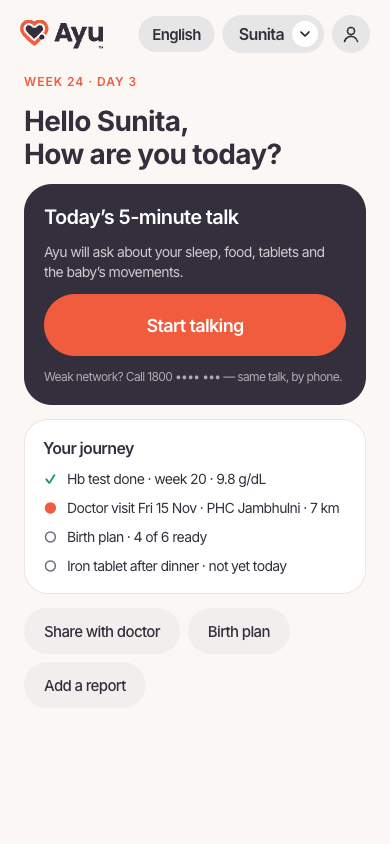 Ayu™
English
Sunita
WEEK 24 · DAY 3
Hello Sunita,
How are you today?
Today's 5-minute talk
Ayu will ask about your sleep, food, tablets and
the baby's movements.
Start talking
Weak network? Call 1800 •••• ••• — same talk, by phone.
Your journey
Hb test done · week 20 · 9.8 g/dL
Doctor visit Fri 15 Nov · PHC Jambhulni · 7 km
Birth plan · 4 of 6 ready
Iron tablet after dinner · not yet today
Share with doctor
Birth plan
Add a report